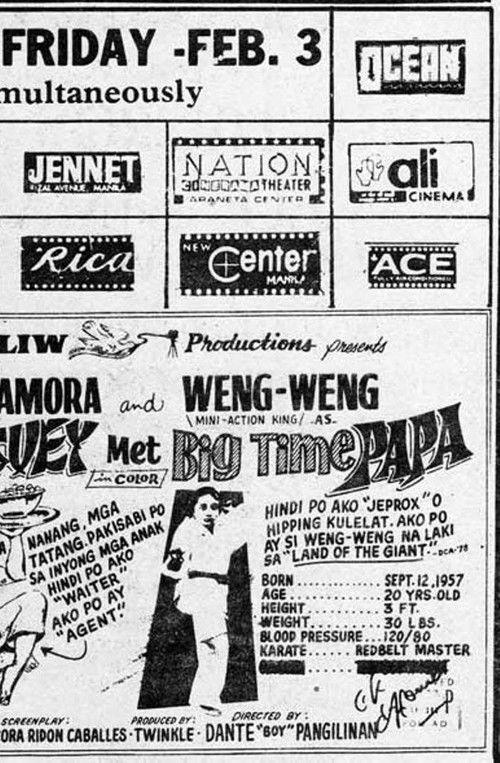 FRIDAY -FEB. 3
multaneously
OCEAN
JENNET
RIZAL AVENUE, MANILA
NATION
CINERAMA THEATER
ARANETA CENTER
ali
CINEMA
Rica
NEW
Center
MANILA
ACE
FULLY AIR-CONDITIONED
LIW Productions presents
AMORA and WENG-WENG
\ MINI-ACTION KING / -AS-
UEY Met Big Time PAPA
in COLOR
NANANG, MGA
TATANG. PAKISABI PO
SA INYONG MGA ANAK
HINDI PO AKO
"WAITER,"
AKO PO AY
"AGENT."
HINDI PO AKO "JEPROX" O
HIPPING KULELAT. AKO PO
AY SI WENG-WENG NA LAKI
SA "LAND OF THE GIANT". -DCA-'78
BORN ............ SEPT. 12, 1957
AGE ............. 20 YRS. OLD
HEIGHT .......... 3 FT.
WEIGHT .......... 30 LBS.
BLOOD PRESSURE ... 120/80
KARATE ...... REDBELT MASTER
SCREENPLAY: PRODUCED BY: DIRECTED BY:
ORA RIDON CABALLES · TWINKLE · DANTE "BOY" PANGILINAN